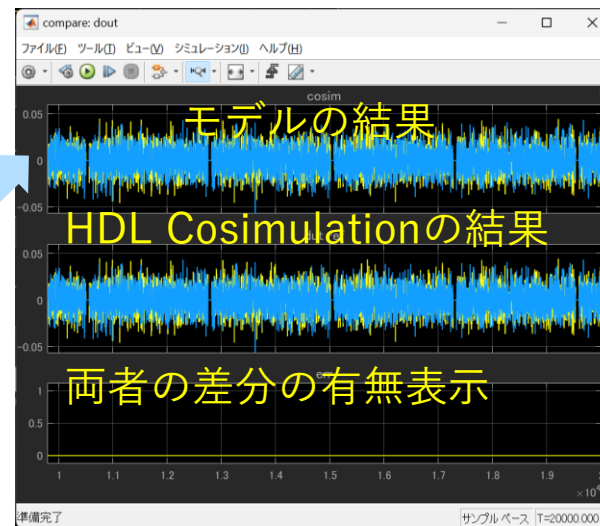 compare: dout
ファイル(F) ツール(T) ビュー(V) シミュレーション(I) ヘルプ(H)
cosim
モデルの結果
0.05
0
-0.05
HDL Cosimulationの結果
0.05
0
-0.05
両者の差分の有無表示
1
0.5
0
1 1.1 1.2 1.3 1.4 1.5 1.6 1.7 1.8 1.9
準備完了 サンプル ベース T=20000.000